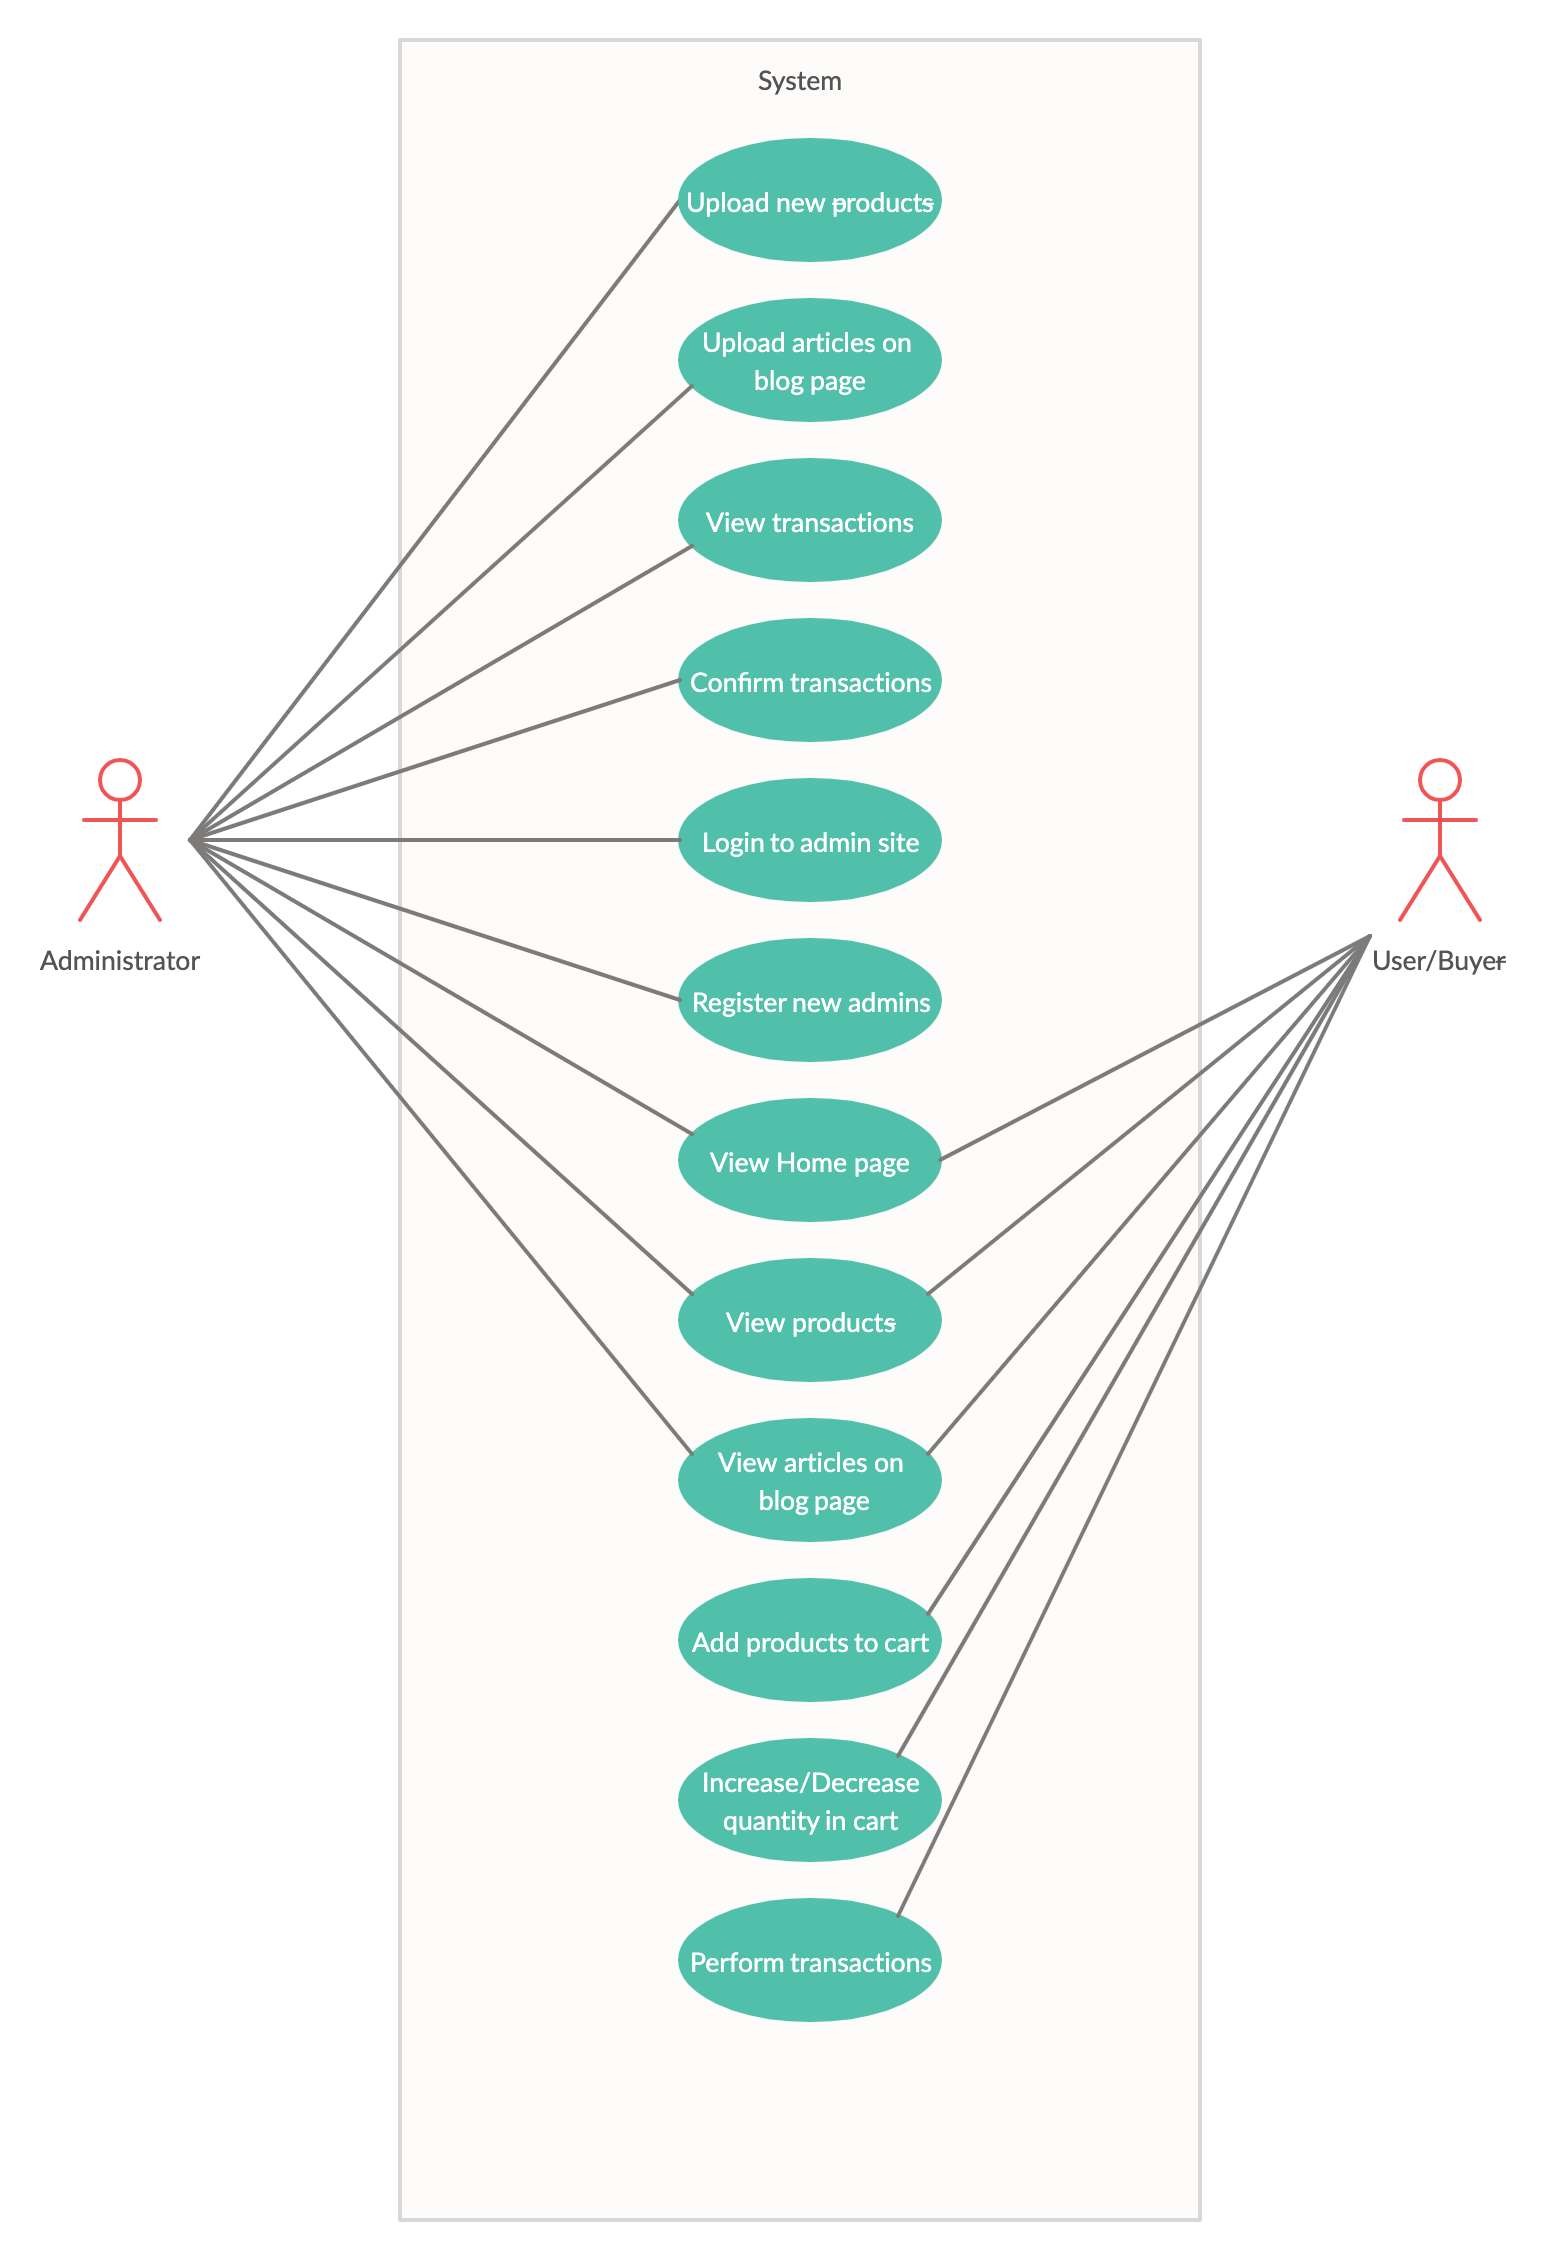 System
Upload new products
Upload articles on
blog page
View transactions
Confirm transactions
Login to admin site
Administrator
User/Buyer
Register new admins
View Home page
View products
View articles on
blog page
Add products to cart
Increase/Decrease
quantity in cart
Perform transactions